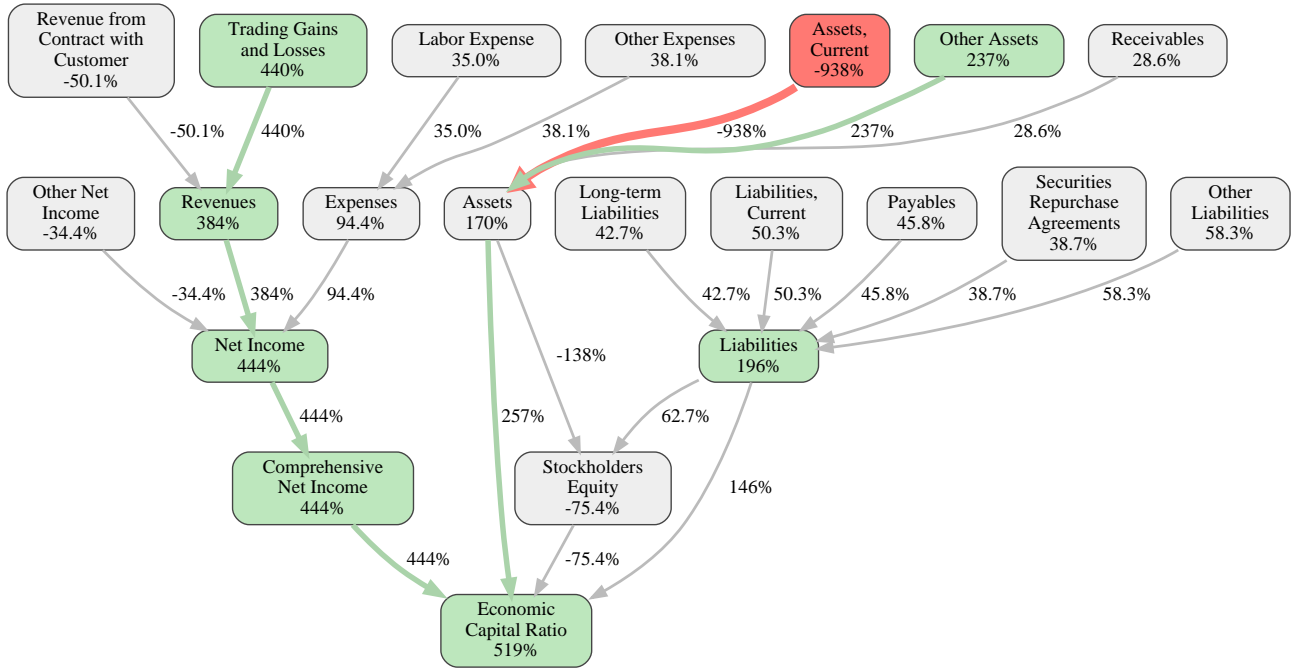 Revenue from
Contract with
Customer
-50.1%
Trading Gains
and Losses
440%
Labor Expense
35.0%
Other Expenses
38.1%
Assets,
Current
-938%
Other Assets
237%
Receivables
28.6%
-50.1%
440%
35.0%
38.1%
-938%
237%
28.6%
Other Net
Income
-34.4%
Revenues
384%
Expenses
94.4%
Assets
170%
Long-term
Liabilities
42.7%
Liabilities,
Current
50.3%
Payables
45.8%
Securities
Repurchase
Agreements
38.7%
Other
Liabilities
58.3%
-34.4%
384%
94.4%
42.7%
50.3%
45.8%
38.7%
58.3%
Net Income
444%
-138%
Liabilities
196%
444%
257%
62.7%
Comprehensive
Net Income
444%
Stockholders
Equity
-75.4%
146%
444%
-75.4%
Economic
Capital Ratio
519%